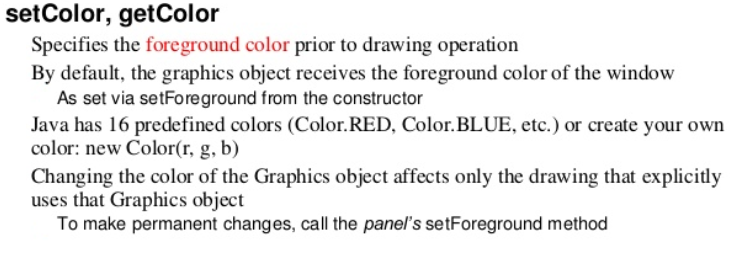 setColor, getColor
Specifies the foreground color prior to drawing operation
By default, the graphics object receives the foreground color of the window
As set via setForeground from the constructor
Java has 16 predefined colors (Color.RED, Color.BLUE, etc.) or create your own
color: new Color(r, g, b)
Changing the color of the Graphics object affects only the drawing that explicitly
uses that Graphics object
To make permanent changes, call the panel's setForeground method